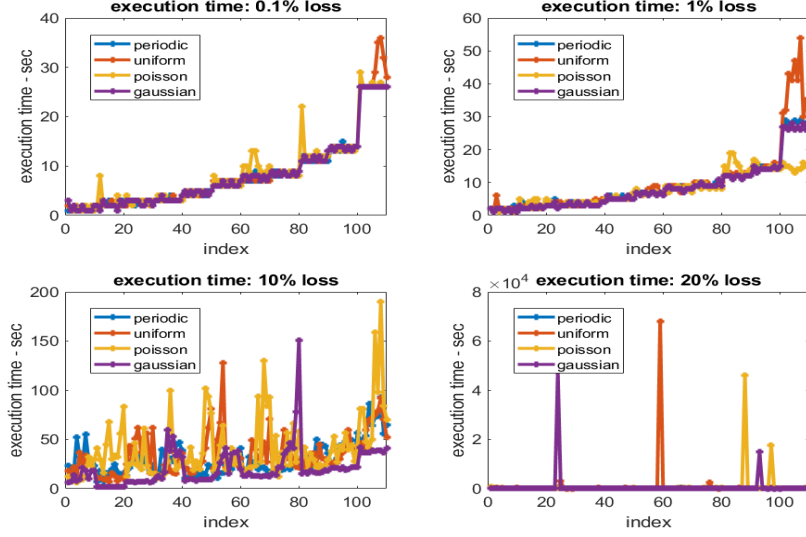 execution time: 0.1% loss
execution time - sec
40
30
20
10
0
periodic
uniform
poisson
gaussian
0 20 40 60 80 100
index
execution time: 1% loss
execution time - sec
60
50
40
30
20
10
0
periodic
uniform
poisson
gaussian
0 20 40 60 80 100
index
execution time: 10% loss
execution time - sec
200
150
100
50
0
periodic
uniform
poisson
gaussian
0 20 40 60 80 100
index
execution time: 20% loss
× 10⁴
execution time - sec
8
6
4
2
0
periodic
uniform
poisson
gaussian
0 20 40 60 80 100
index